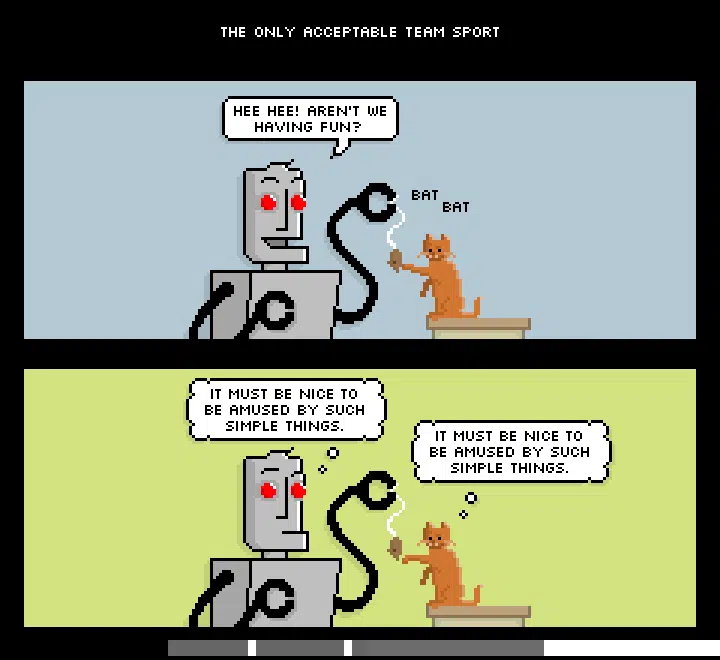 THE ONLY ACCEPTABLE TEAM SPORT
HEE HEE! AREN'T WE
HAVING FUN?
BAT
BAT
IT MUST BE NICE TO
BE AMUSED BY SUCH
SIMPLE THINGS.
IT MUST BE NICE TO
BE AMUSED BY SUCH
SIMPLE THINGS.